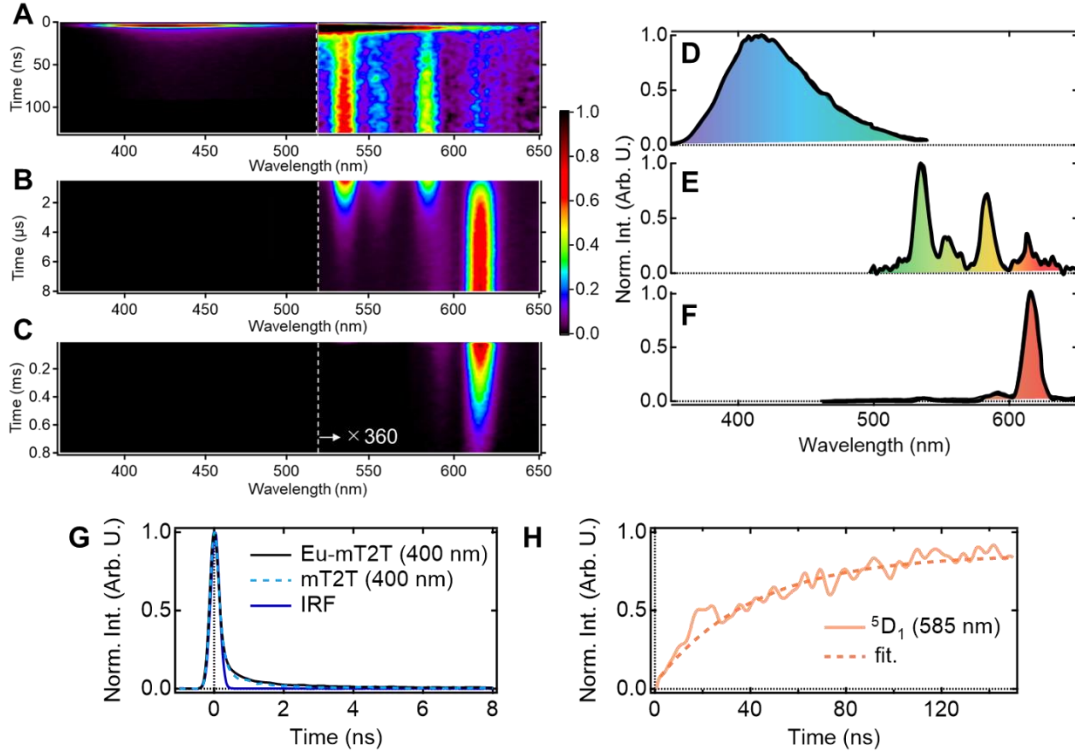 A
0
50
100
Time (ns)
400
450
500
550
600
650
Wavelength (nm)
B
2
4
6
8
Time (µs)
400
450
500
550
600
650
Wavelength (nm)
C
0.2
0.4
0.6
0.8
Time (ms)
→ × 360
400
450
500
550
600
650
Wavelength (nm)
1.0
0.8
0.6
0.4
0.2
0.0
D
1.0
0.5
0.0
E
1.0
0.5
0.0
F
1.0
0.5
0.0
Norm. Int. (Arb. U.)
400
500
600
Wavelength (nm)
G
1.0
0.5
0.0
Norm. Int. (Arb. U.)
Eu-mT2T (400 nm)
mT2T (400 nm)
IRF
0
2
4
6
8
Time (ns)
H
1.0
0.5
0.0
Norm. Int. (Arb. U.)
⁵D₁ (585 nm)
fit.
0
40
80
120
Time (ns)